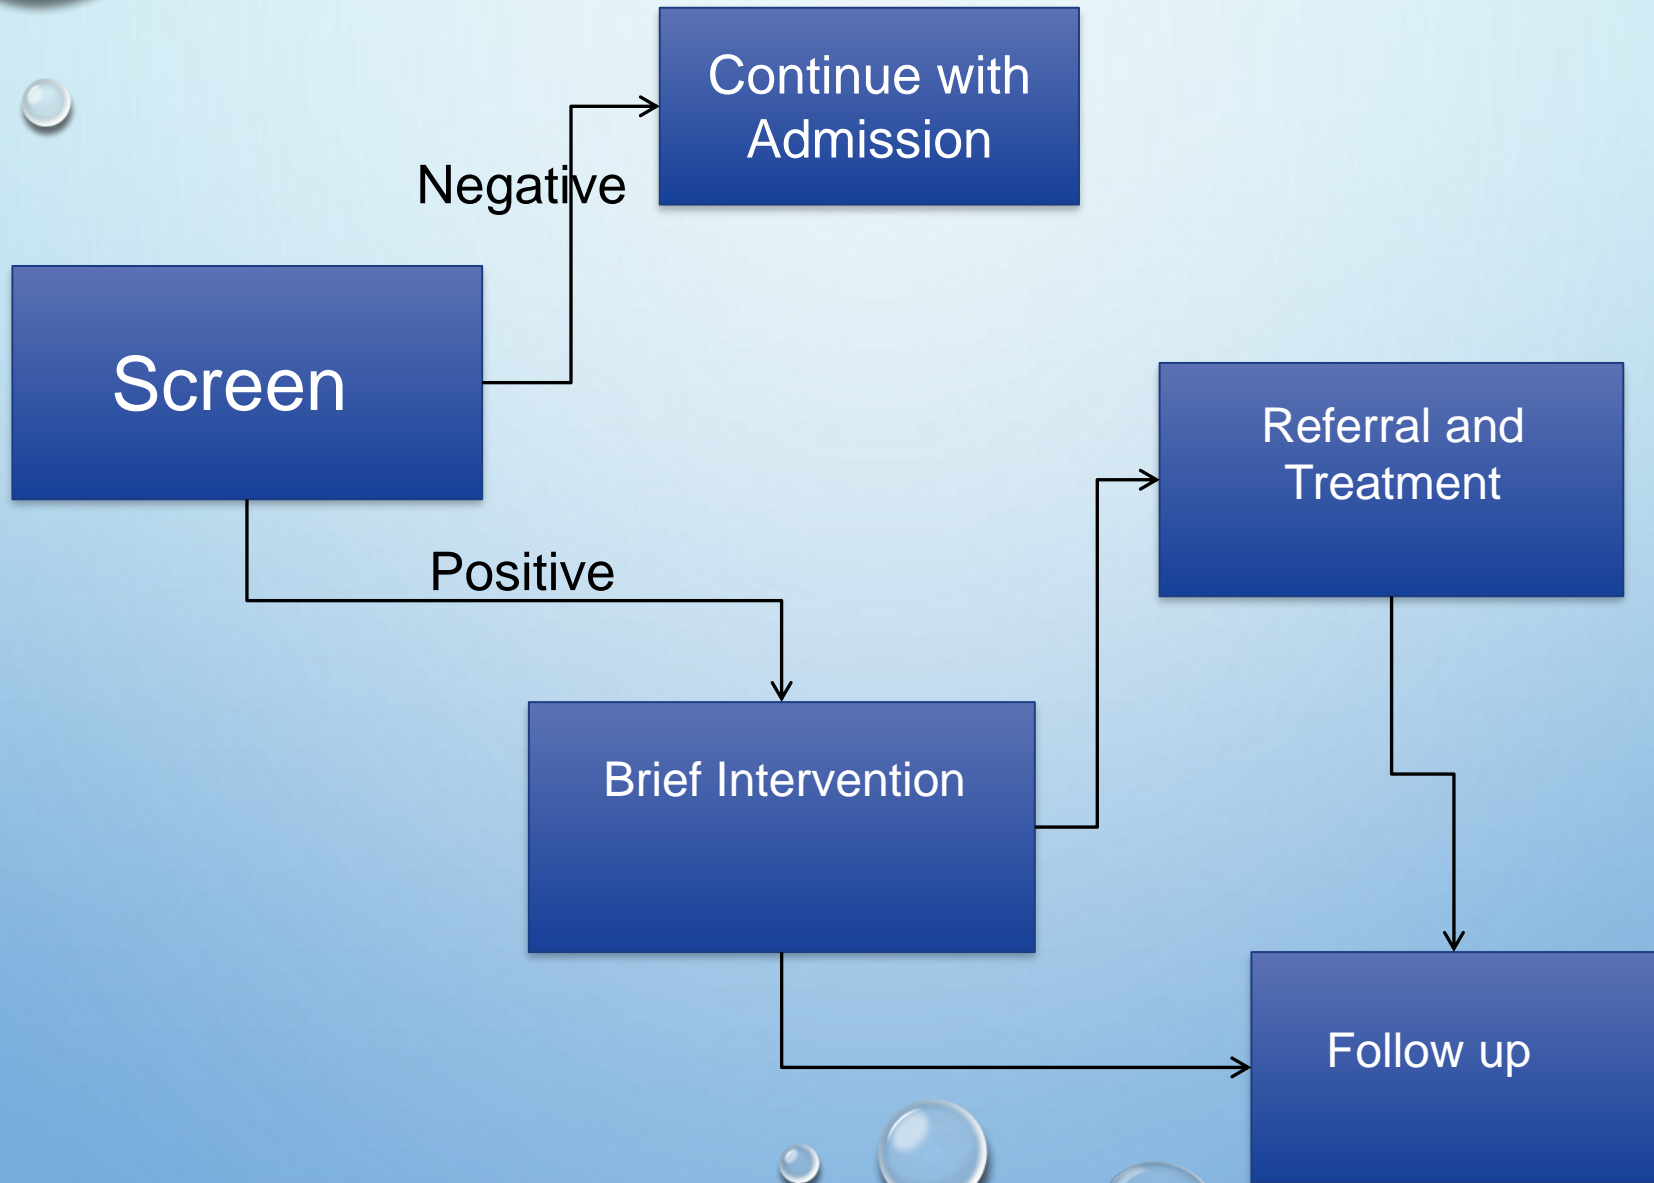 Continue with
Admission
Negative
Screen
Referral and
Treatment
Positive
Brief Intervention
Follow up